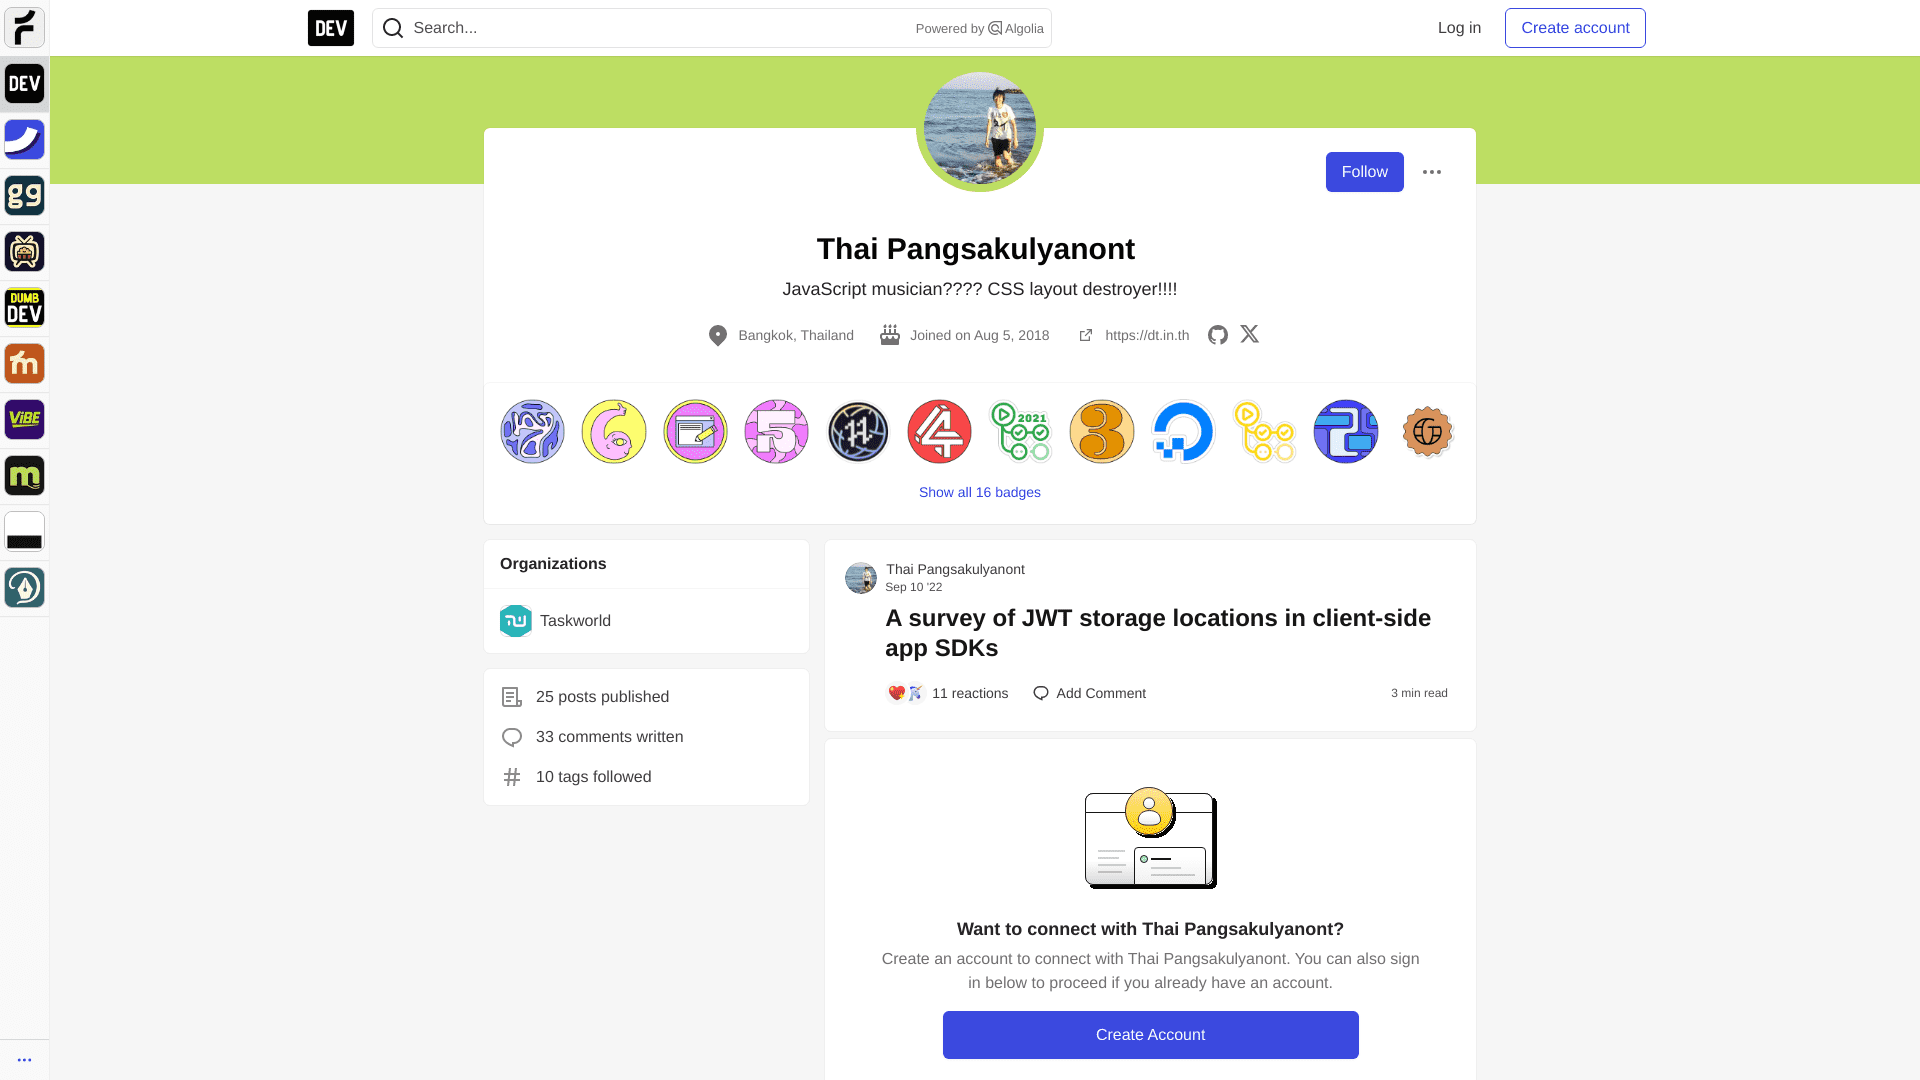 DEV
Search...
Powered by Algolia
Log in
Create account
DEV
gg
DUMB
DEV
m
ViBE
m
Follow
Thai Pangsakulyanont
JavaScript musician???? CSS layout destroyer!!!!
Bangkok, Thailand
Joined on Aug 5, 2018
https://dt.in.th
6
5
4
2021
3
2
Show all 16 badges
Organizations
Taskworld
25 posts published
33 comments written
10 tags followed
Thai Pangsakulyanont
Sep 10 '22
A survey of JWT storage locations in client-side
app SDKs
11 reactions
Add Comment
3 min read
Want to connect with Thai Pangsakulyanont?
Create an account to connect with Thai Pangsakulyanont. You can also sign
in below to proceed if you already have an account.
Create Account